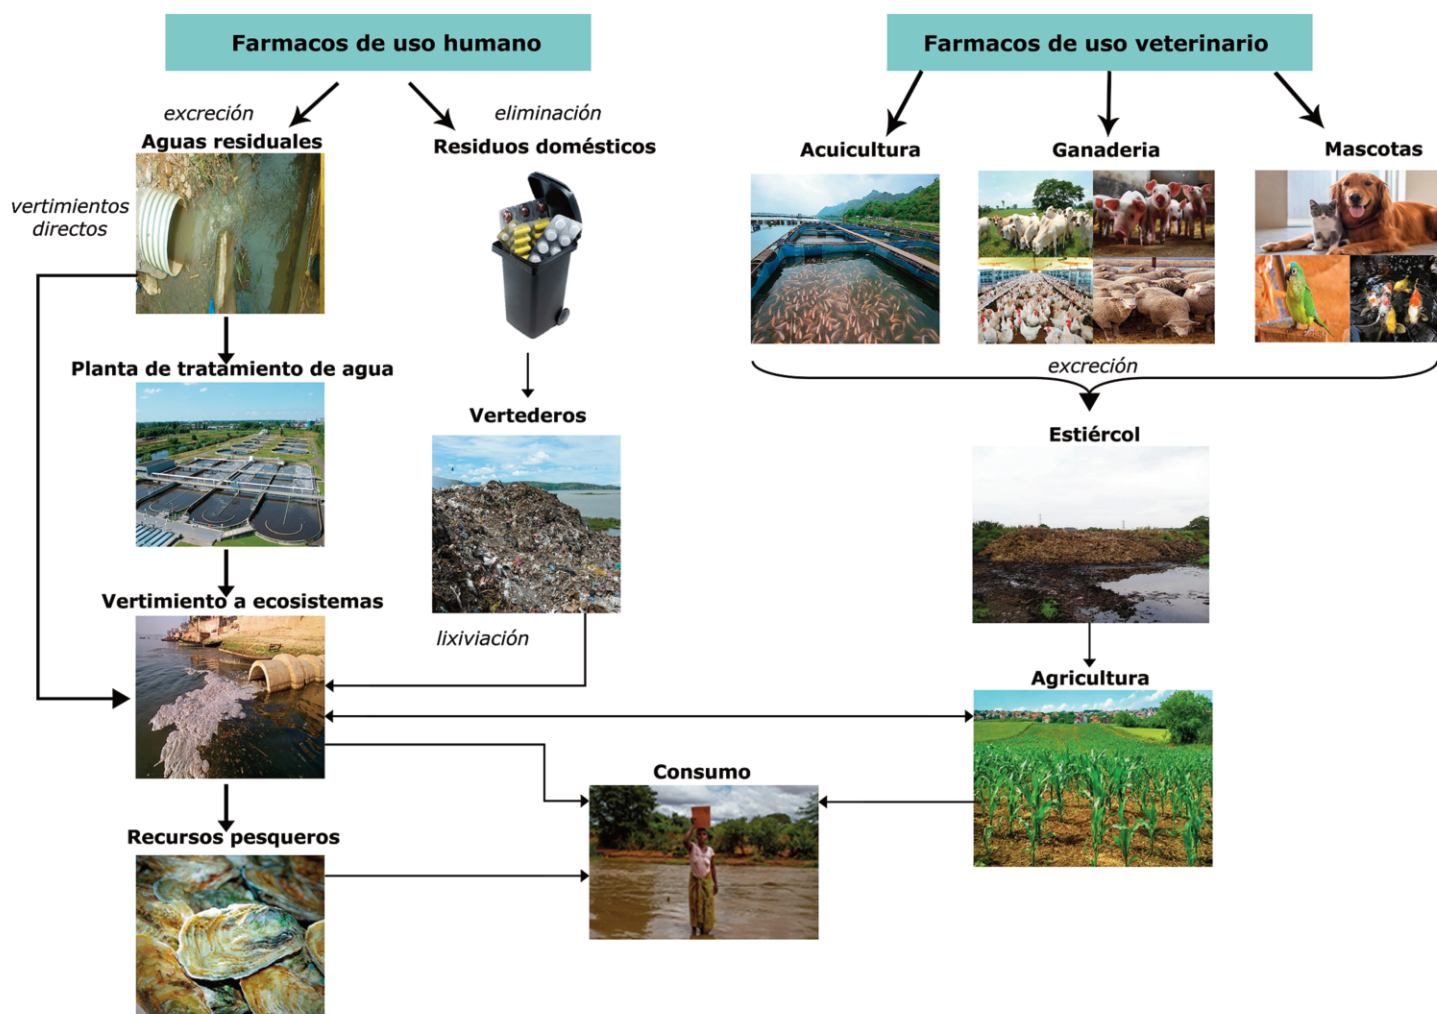 Farmacos de uso humano
Farmacos de uso veterinario
excreción
Aguas residuales
eliminación
Residuos domésticos
Acuicultura
Ganaderia
Mascotas
vertimientos
directos
Planta de tratamiento de agua
excreción
Vertederos
Estiércol
Vertimiento a ecosistemas
lixiviación
Agricultura
Consumo
Recursos pesqueros